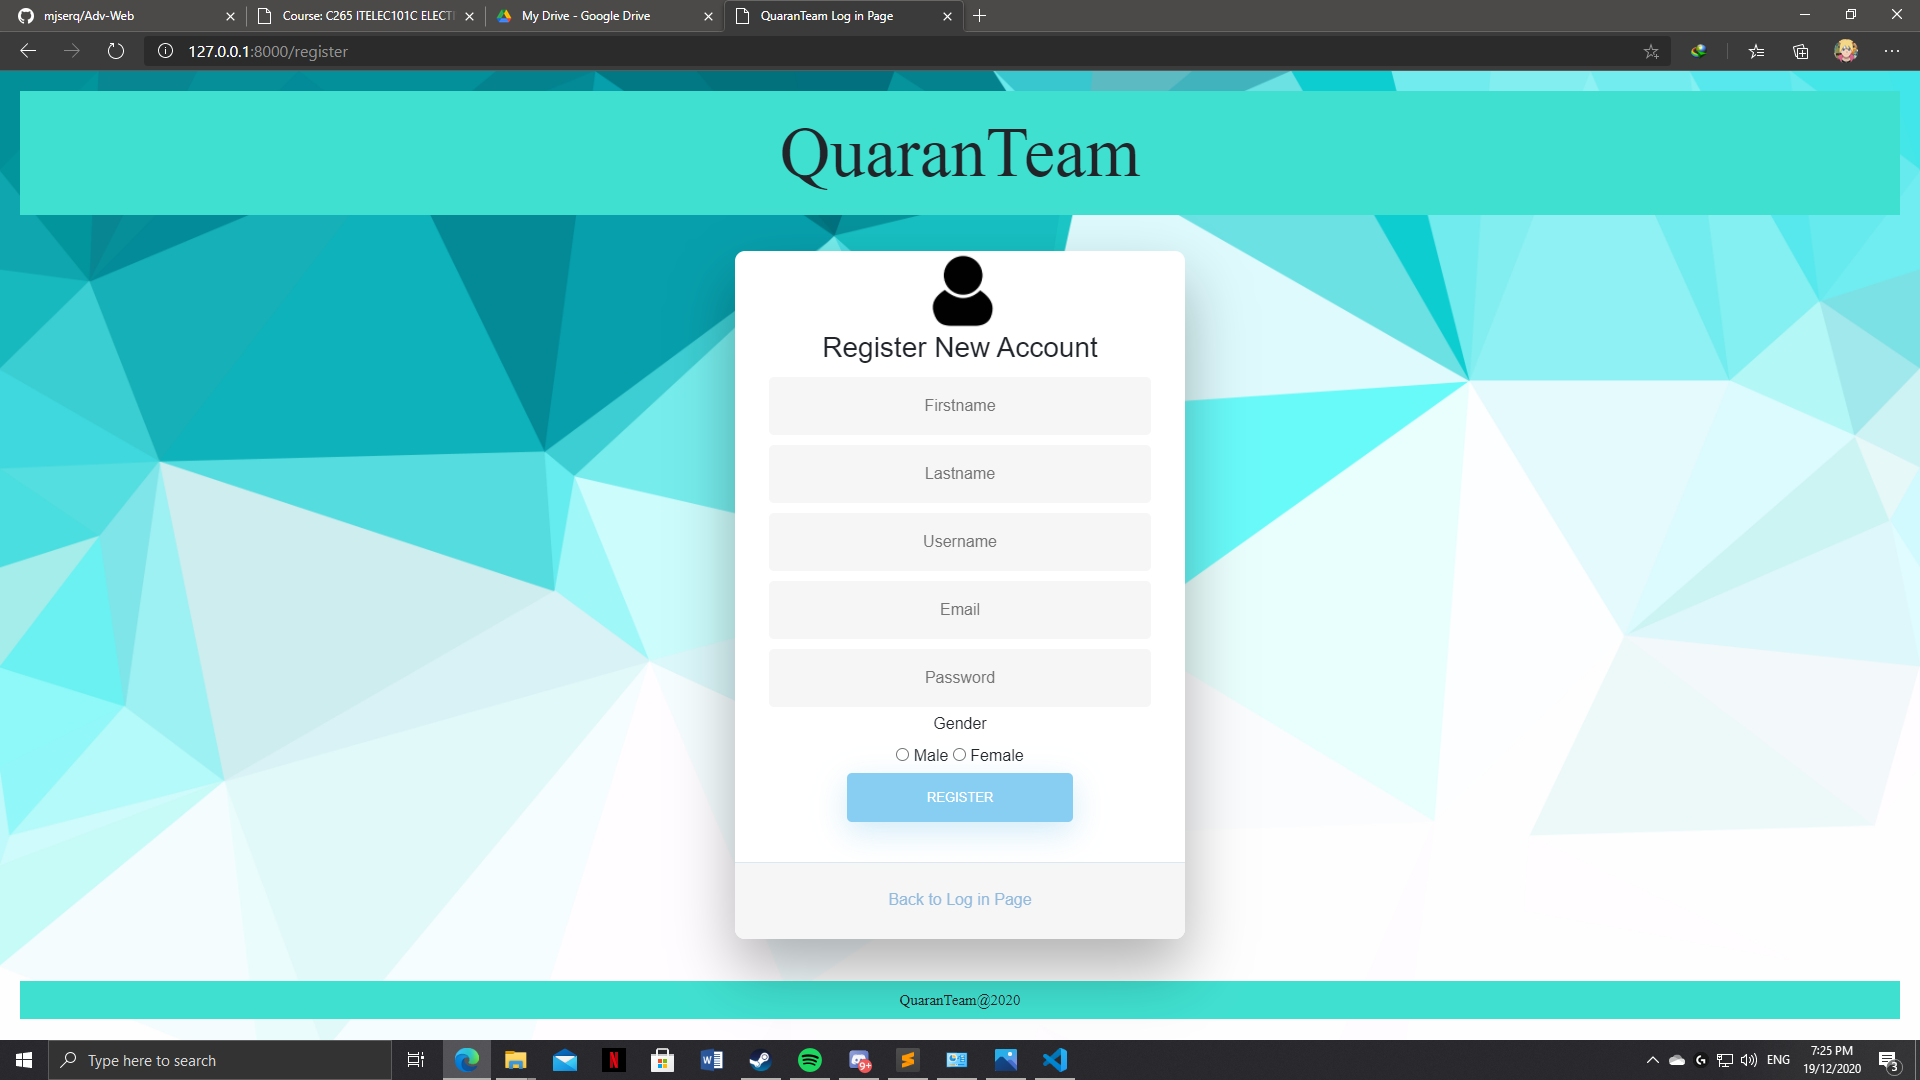 mjserq/Adv-Web
Course: C265 ITELEC101C ELECTI
My Drive - Google Drive
QuaranTeam Log in Page
127.0.0.1:8000/register
QuaranTeam
Register New Account
Firstname
Lastname
Username
Email
Password
Gender
Male Female
REGISTER
Back to Log in Page
QuaranTeam@2020
Type here to search
N
W
9+
ENG
7:25 PM
19/12/2020
3